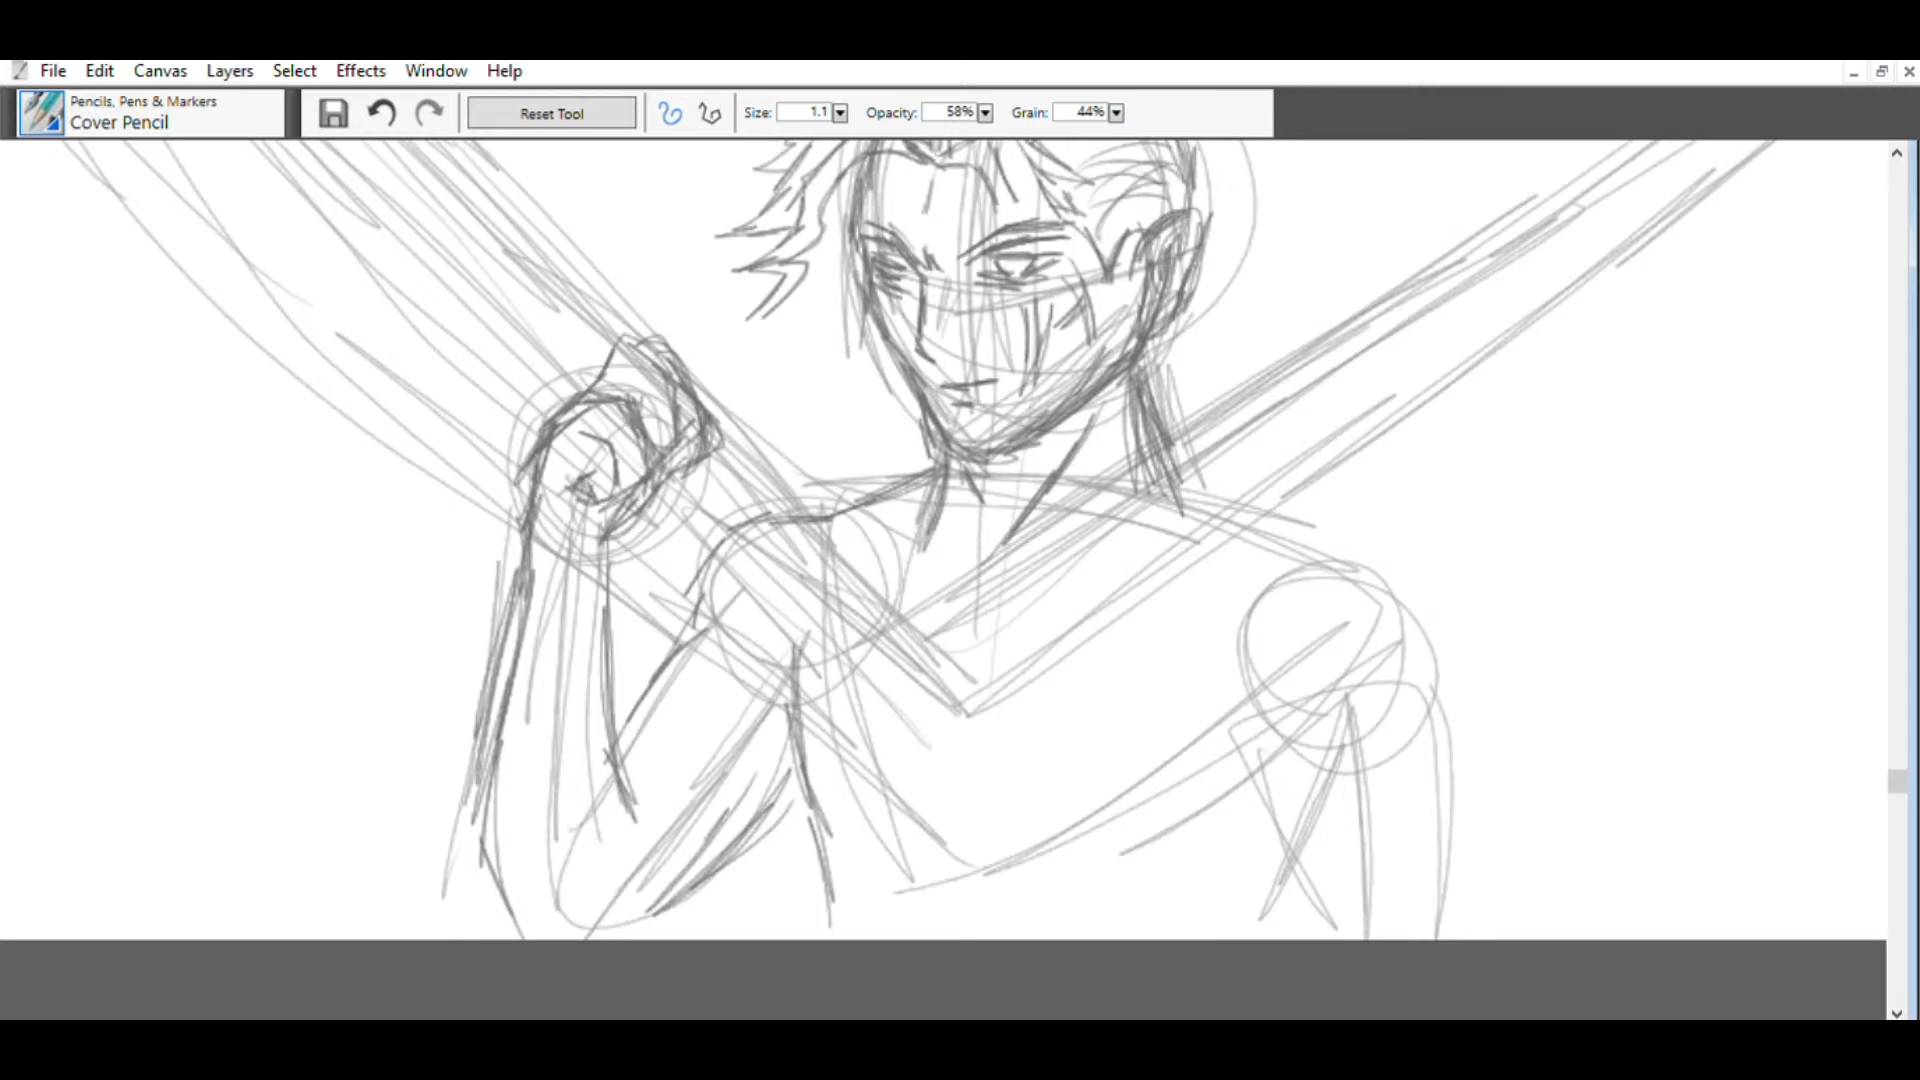 File Edit Canvas Layers Select Effects Window Help
Pencils, Pens & Markers
Cover Pencil
Reset Tool
Size: 1.1
Opacity: 58%
Grain: 44%